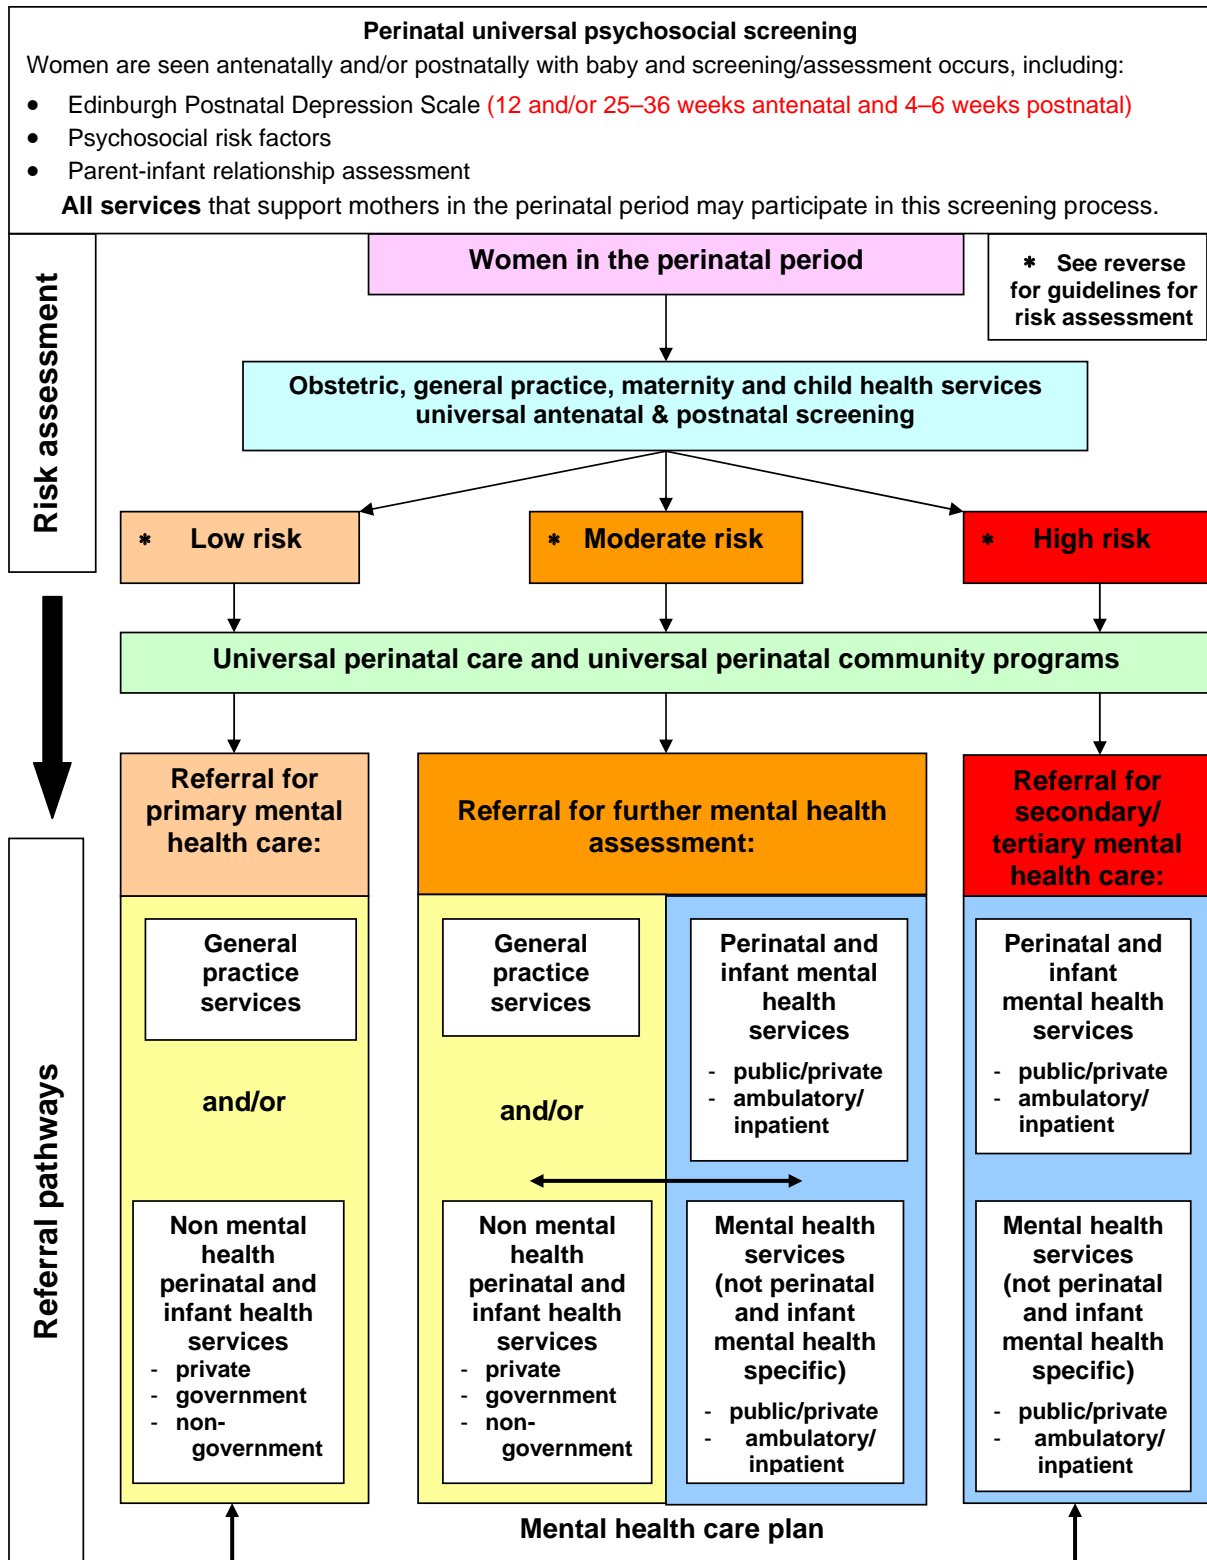 Perinatal universal psychosocial screening
Women are seen antenatally and/or postnatally with baby and screening/assessment occurs, including:
• Edinburgh Postnatal Depression Scale (12 and/or 25–36 weeks antenatal and 4–6 weeks postnatal)
• Psychosocial risk factors
• Parent-infant relationship assessment
All services that support mothers in the perinatal period may participate in this screening process.
Risk assessment
Women in the perinatal period
* See reverse
for guidelines for
risk assessment
Obstetric, general practice, maternity and child health services
universal antenatal & postnatal screening
* Low risk
* Moderate risk
* High risk
Universal perinatal care and universal perinatal community programs
Referral pathways
Referral for
primary mental
health care:
General
practice
services
and/or
Non mental
health
perinatal and
infant health
services
- private
- government
- non-
government
Referral for further mental health
assessment:
General
practice
services
and/or
Non mental
health
perinatal and
infant health
services
- private
- government
- non-
government
Perinatal and
infant mental
health
services
- public/private
- ambulatory/
inpatient
Mental health
services
(not perinatal
and infant
mental health
specific)
- public/private
- ambulatory/
inpatient
Referral for
secondary/
tertiary mental
health care:
Perinatal and
infant
mental health
services
- public/private
- ambulatory/
inpatient
Mental health
services
(not perinatal
and infant
mental health
specific)
- public/private
- ambulatory/
inpatient
Mental health care plan